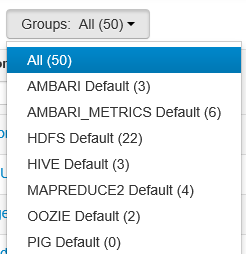 Groups: All (50)
All (50)
AMBARI Default (3)
AMBARI_METRICS Default (6)
HDFS Default (22)
HIVE Default (3)
MAPREDUCE2 Default (4)
OOZIE Default (2)
PIG Default (0)